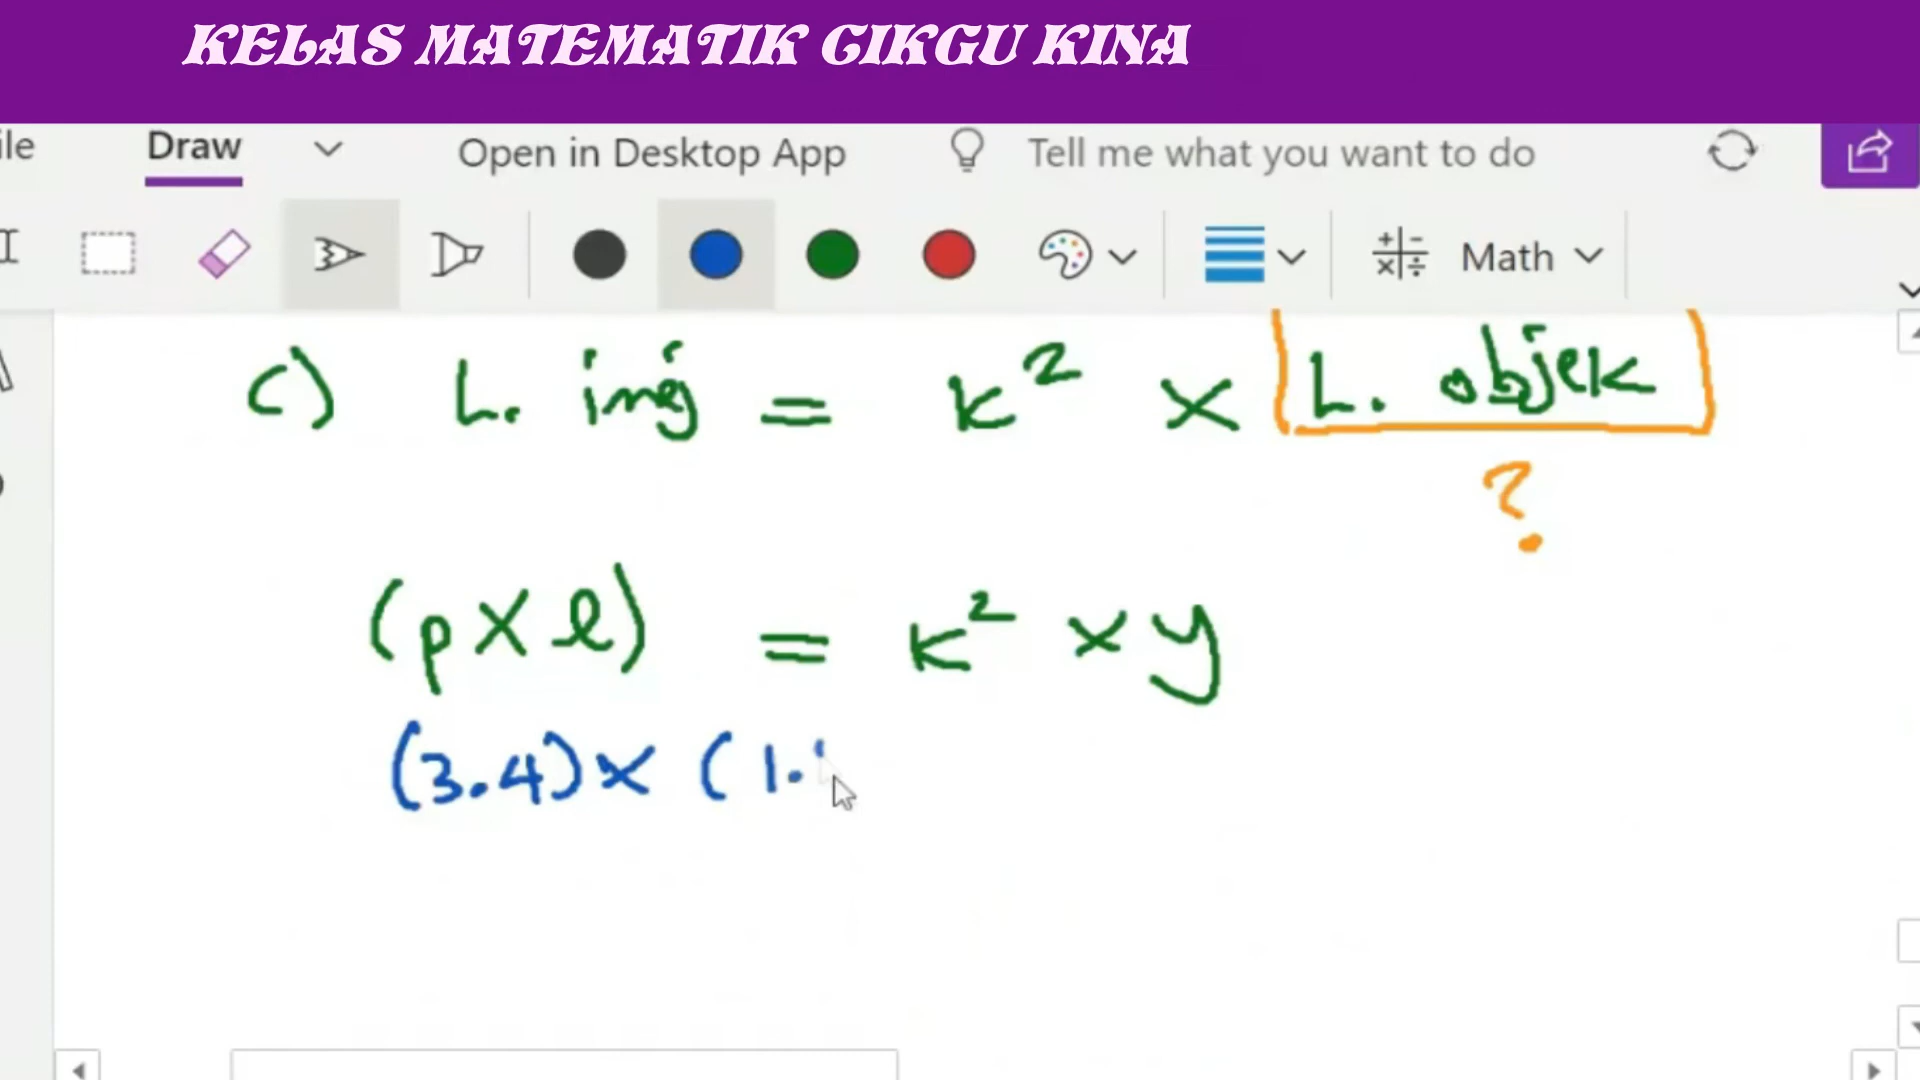 KELAS MATEMATIK CIKGU KINA
ile Draw Open in Desktop App Tell me what you want to do
Math
c) L. imej = k² × L. objek
?
(p × l) = k² × y
(3.4) × (1.